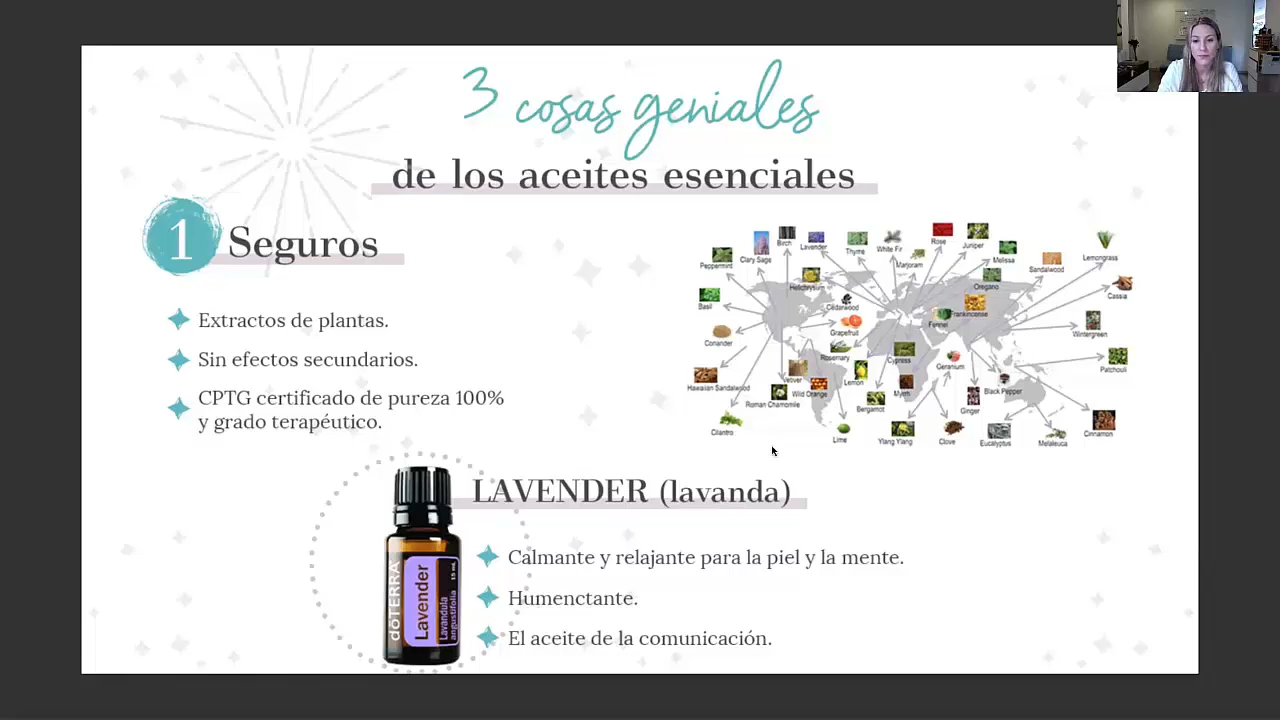 3 cosas geniales
de los aceites esenciales
1 Seguros
Extractos de plantas.
Sin efectos secundarios.
CPTG certificado de pureza 100%
y grado terapéutico.
Peppermint
Clary Sage
Birch
Lavender
Thyme
White Fir
Marjoram
Rose
Juniper
Melissa
Sandalwood
Lemongrass
Basil
Helichrysum
Cedarwood
Oregano
Frankincense
Cassia
Coriander
Grapefruit
Fennel
Wintergreen
Rosemary
Cypress
Geranium
Patchouli
Hawaiian Sandalwood
Vetiver
Wild Orange
Lemon
Myrrh
Black Pepper
Roman Chamomile
Bergamot
Ginger
Cilantro
Lime
Ylang Ylang
Clove
Eucalyptus
Melaleuca
Cinnamon
LAVENDER (lavanda)
Calmante y relajante para la piel y la mente.
Humenctante.
El aceite de la comunicación.
dōTERRA
Lavender
Lavandula
angustifolia
15 mL